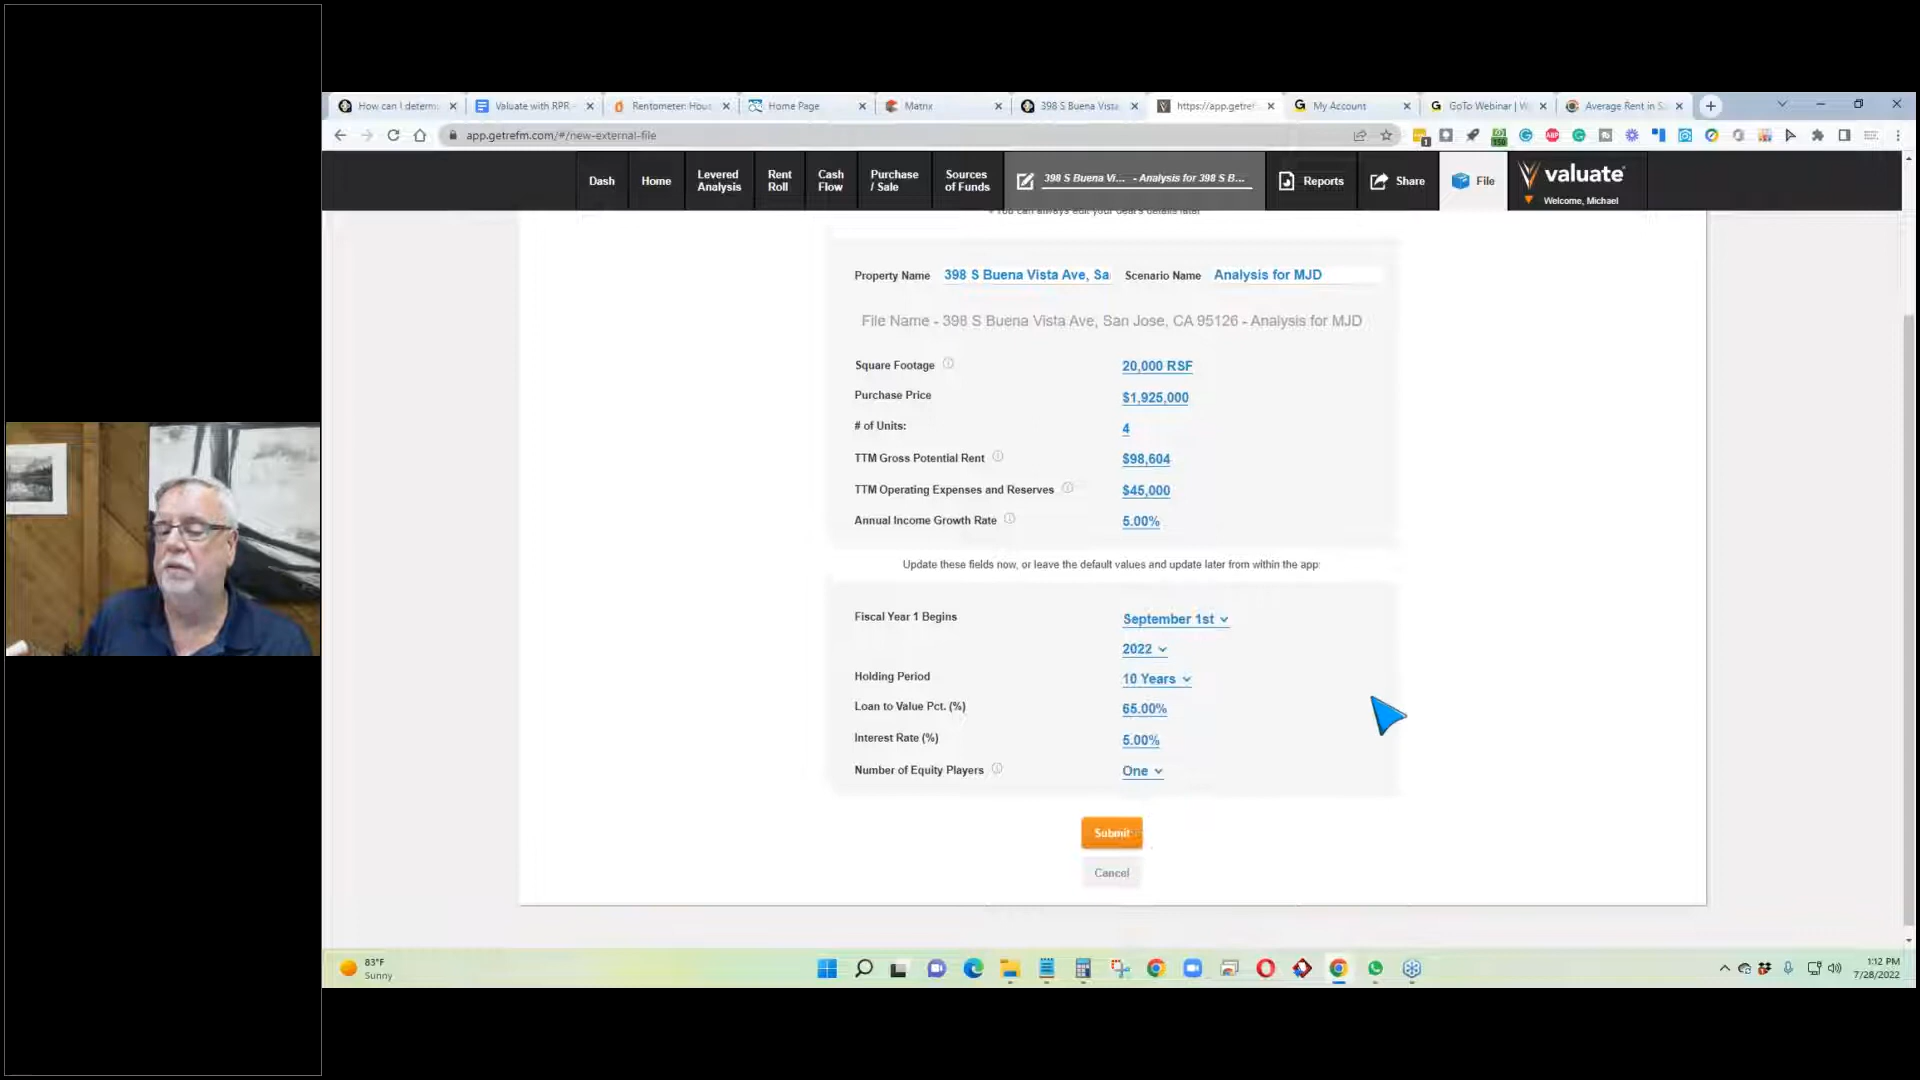 How can I determ
Valuate with RPR
Rentometer: Hous
Home Page
Matrix
398 S Buena Vista
https://app.getref
My Account
GoTo Webinar | W
Average Rent in S
app.getrefm.com/#/new-external-file
Dash
Home
Levered Analysis
Rent Roll
Cash Flow
Purchase / Sale
Sources of Funds
398 S Buena Vi... - Analysis for 398 S B...
Reports
Share
File
valuate
Welcome, Michael
You can always edit your deal's details later
Property Name 398 S Buena Vista Ave, Sa Scenario Name Analysis for MJD
File Name - 398 S Buena Vista Ave, San Jose, CA 95126 - Analysis for MJD
Square Footage 20,000 RSF
Purchase Price $1,925,000
# of Units: 4
TTM Gross Potential Rent $98,604
TTM Operating Expenses and Reserves $45,000
Annual Income Growth Rate 5.00%
Update these fields now, or leave the default values and update later from within the app:
Fiscal Year 1 Begins September 1st
2022
Holding Period 10 Years
Loan to Value Pct. (%) 65.00%
Interest Rate (%) 5.00%
Number of Equity Players One
Submit
Cancel
83°F
Sunny
1:12 PM
7/28/2022